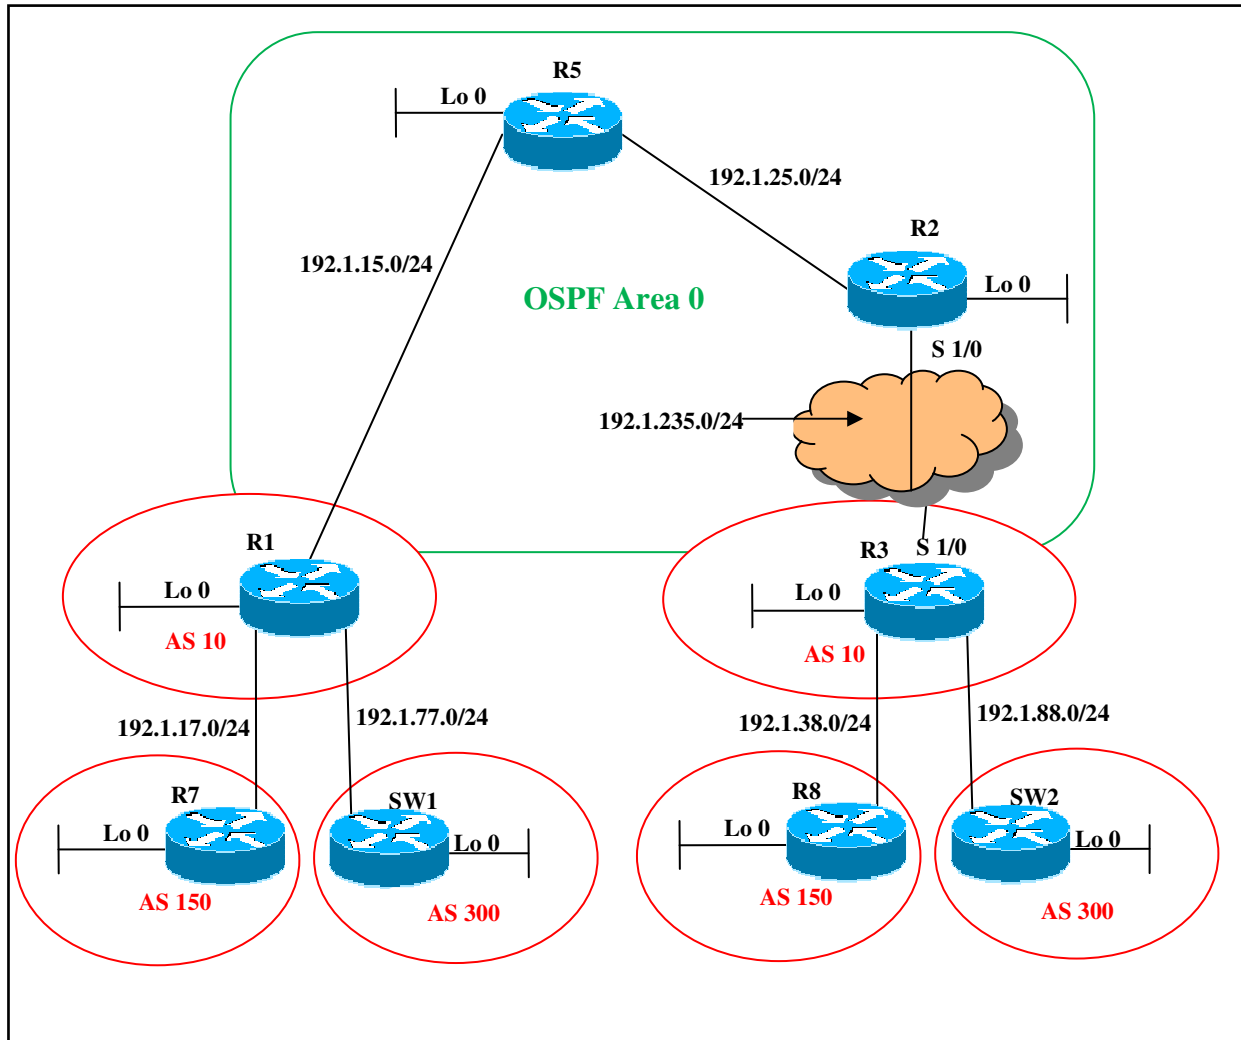 R5
Lo 0
192.1.25.0/24
R2
192.1.15.0/24
Lo 0
OSPF Area 0
S 1/0
192.1.235.0/24
R1
R3
S 1/0
Lo 0
Lo 0
AS 10
AS 10
192.1.17.0/24
192.1.77.0/24
192.1.38.0/24
192.1.88.0/24
R7
SW1
R8
SW2
Lo 0
Lo 0
Lo 0
Lo 0
AS 150
AS 300
AS 150
AS 300